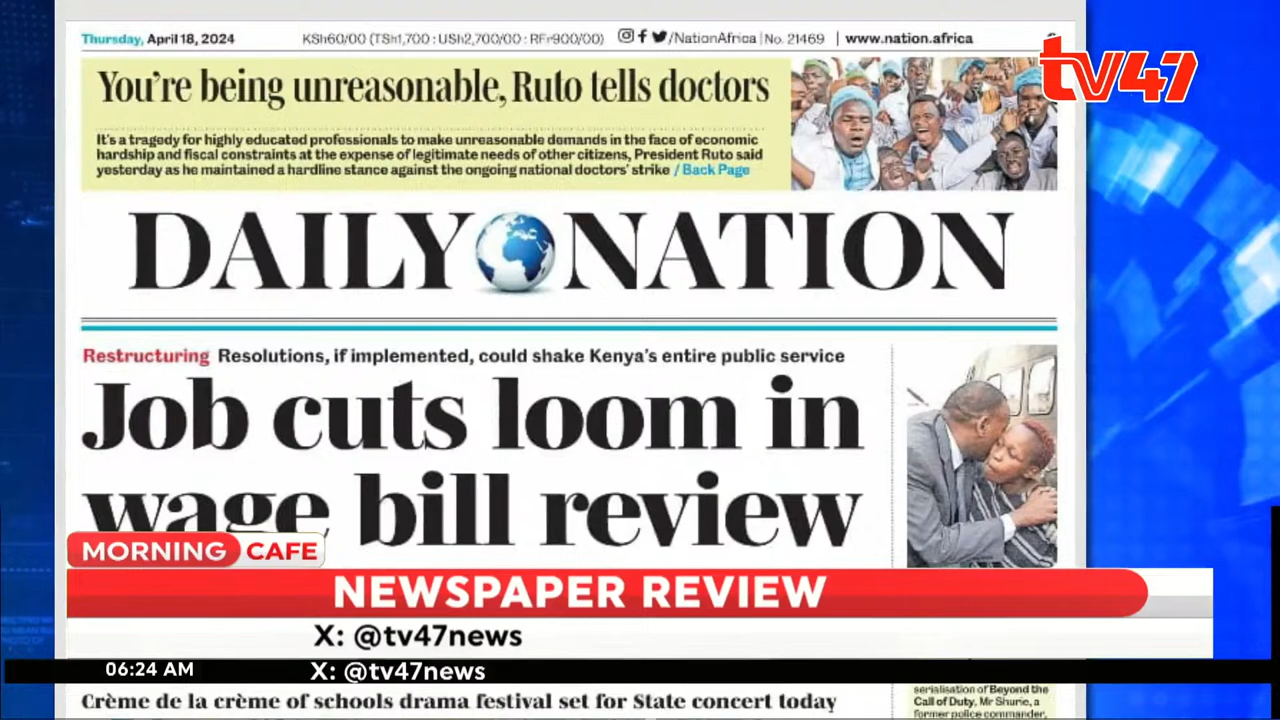 Thursday, April 18, 2024 KSh60/00 (TSh1,700 : USh2,700/00 : RFr900/00) /NationAfrica | No. 21469 | www.nation.africa
tv47
You're being unreasonable, Ruto tells doctors
It's a tragedy for highly educated professionals to make unreasonable demands in the face of economic
hardship and fiscal constraints at the expense of legitimate needs of other citizens, President Ruto said
yesterday as he maintained a hardline stance against the ongoing national doctors' strike / Back Page
DAILY NATION
Restructuring Resolutions, if implemented, could shake Kenya's entire public service
Job cuts loom in
wage bill review
MORNING CAFE
NEWSPAPER REVIEW
X: @tv47news
06:24 AM X: @tv47news
Crème de la crème of schools drama festival set for State concert today
serialisation of Beyond the
Call of Duty, Mr Shurie, a
former police commander,